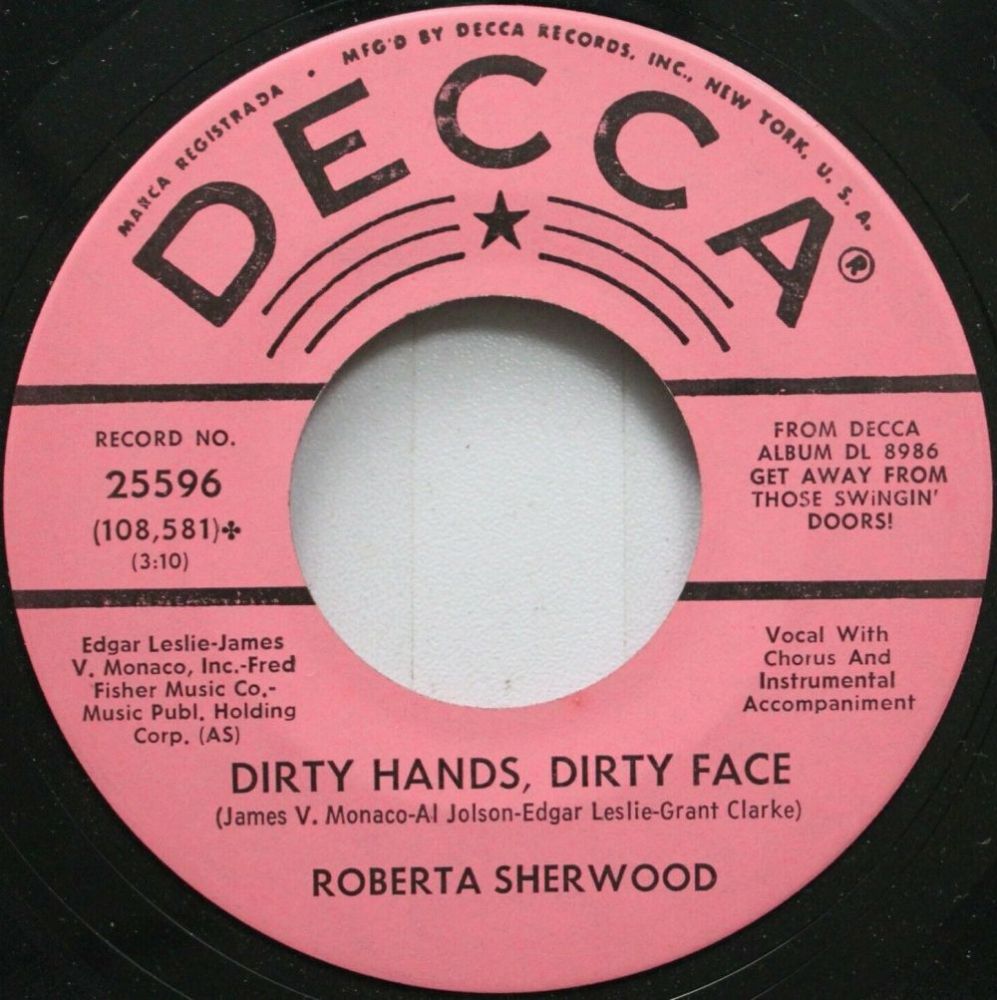 MARCA REGISTRADA • MFG'D BY DECCA RECORDS, INC., NEW YORK, U. S. A.
DECCA®
RECORD NO.
25596
(108,581)✤
(3:10)
FROM DECCA
ALBUM DL 8986
GET AWAY FROM
THOSE SWiNGIN'
DOORS!
Edgar Leslie-James
V. Monaco, Inc.-Fred
Fisher Music Co.-
Music Publ. Holding
Corp. (AS)
Vocal With
Chorus And
Instrumental
Accompaniment
DIRTY HANDS, DIRTY FACE
(James V. Monaco-Al Jolson-Edgar Leslie-Grant Clarke)
ROBERTA SHERWOOD